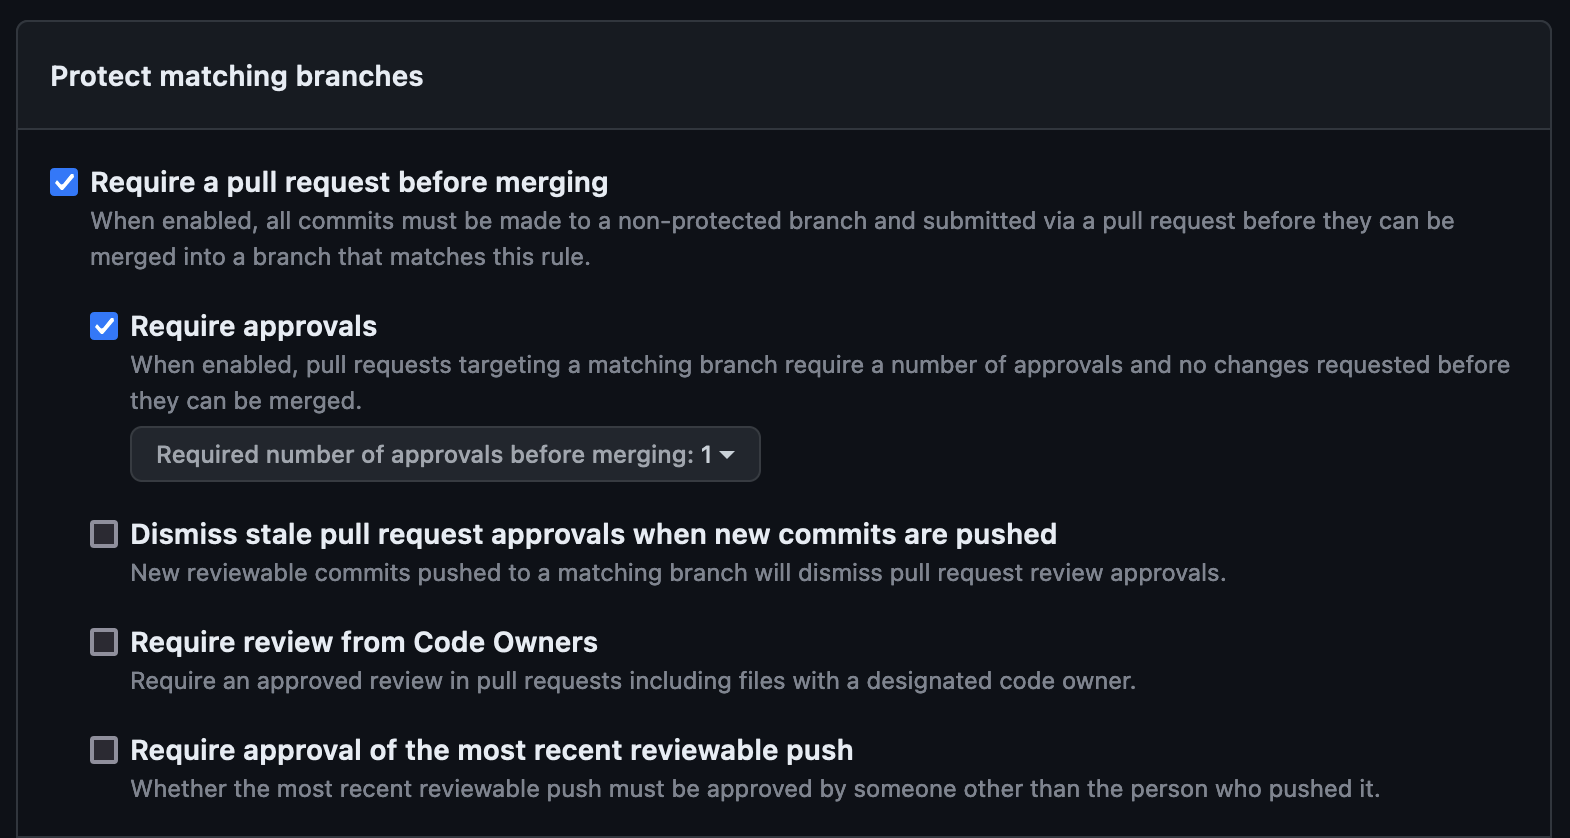 Protect matching branches
Require a pull request before merging
When enabled, all commits must be made to a non-protected branch and submitted via a pull request before they can be
merged into a branch that matches this rule.
Require approvals
When enabled, pull requests targeting a matching branch require a number of approvals and no changes requested before
they can be merged.
Required number of approvals before merging: 1
Dismiss stale pull request approvals when new commits are pushed
New reviewable commits pushed to a matching branch will dismiss pull request review approvals.
Require review from Code Owners
Require an approved review in pull requests including files with a designated code owner.
Require approval of the most recent reviewable push
Whether the most recent reviewable push must be approved by someone other than the person who pushed it.